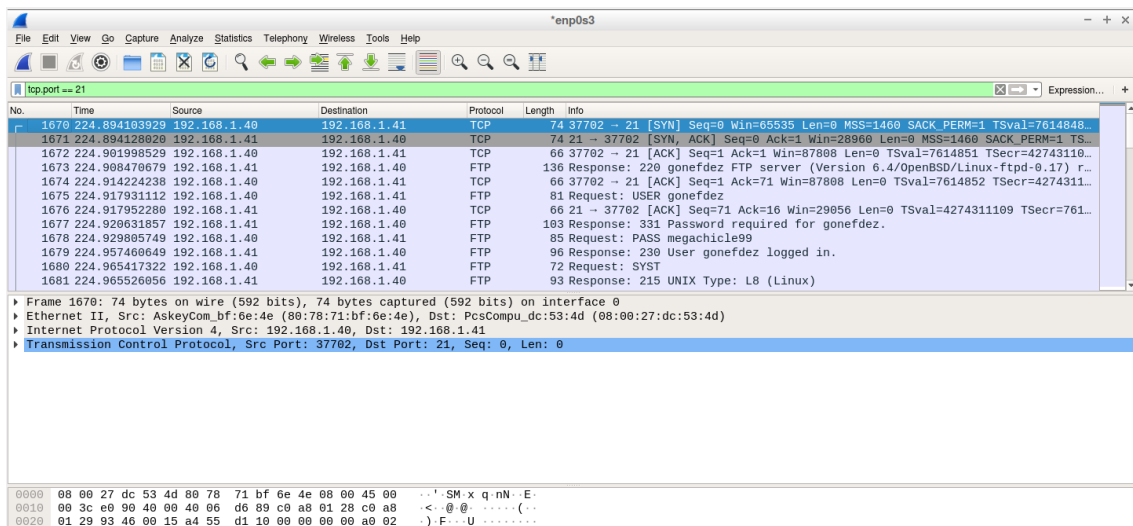 *enp0s3
File Edit View Go Capture Analyze Statistics Telephony Wireless Tools Help
tcp.port == 21 Expression... +
No. Time Source Destination Protocol Length Info
1670 224.894103929 192.168.1.40 192.168.1.41 TCP 74 37702 → 21 [SYN] Seq=0 Win=65535 Len=0 MSS=1460 SACK_PERM=1 TSval=7614848…
1671 224.894128020 192.168.1.41 192.168.1.40 TCP 74 21 → 37702 [SYN, ACK] Seq=0 Ack=1 Win=28960 Len=0 MSS=1460 SACK_PERM=1 TS…
1672 224.901998529 192.168.1.40 192.168.1.41 TCP 66 37702 → 21 [ACK] Seq=1 Ack=1 Win=87808 Len=0 TSval=7614851 TSecr=42743110…
1673 224.908470679 192.168.1.41 192.168.1.40 FTP 136 Response: 220 gonefdez FTP server (Version 6.4/OpenBSD/Linux-ftpd-0.17) r…
1674 224.914224238 192.168.1.40 192.168.1.41 TCP 66 37702 → 21 [ACK] Seq=1 Ack=71 Win=87808 Len=0 TSval=7614852 TSecr=4274311…
1675 224.917931112 192.168.1.40 192.168.1.41 FTP 81 Request: USER gonefdez
1676 224.917952280 192.168.1.41 192.168.1.40 TCP 66 21 → 37702 [ACK] Seq=71 Ack=16 Win=29056 Len=0 TSval=4274311109 TSecr=761…
1677 224.920631857 192.168.1.41 192.168.1.40 FTP 103 Response: 331 Password required for gonefdez.
1678 224.929805749 192.168.1.40 192.168.1.41 FTP 85 Request: PASS megachicle99
1679 224.957460649 192.168.1.41 192.168.1.40 FTP 96 Response: 230 User gonefdez logged in.
1680 224.965417322 192.168.1.40 192.168.1.41 FTP 72 Request: SYST
1681 224.965526056 192.168.1.41 192.168.1.40 FTP 93 Response: 215 UNIX Type: L8 (Linux)
Frame 1670: 74 bytes on wire (592 bits), 74 bytes captured (592 bits) on interface 0
Ethernet II, Src: AskeyCom_bf:6e:4e (80:78:71:bf:6e:4e), Dst: PcsCompu_dc:53:4d (08:00:27:dc:53:4d)
Internet Protocol Version 4, Src: 192.168.1.40, Dst: 192.168.1.41
Transmission Control Protocol, Src Port: 37702, Dst Port: 21, Seq: 0, Len: 0
0000 08 00 27 dc 53 4d 80 78 71 bf 6e 4e 08 00 45 00 ··'·SM·x q·nN··E·
0010 00 3c e0 90 40 00 40 06 d6 89 c0 a8 01 28 c0 a8 ·<··@·@· ·····(··
0020 01 29 93 46 00 15 a4 55 d1 10 00 00 00 00 a0 02 ·)·F···U ········